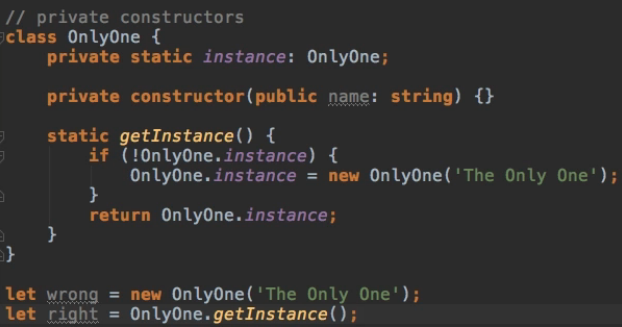 // private constructors
class OnlyOne {
    private static instance: OnlyOne;

    private constructor(public name: string) {}

    static getInstance() {
        if (!OnlyOne.instance) {
            OnlyOne.instance = new OnlyOne('The Only One');
        }
        return OnlyOne.instance;
    }
}

let wrong = new OnlyOne('The Only One');
let right = OnlyOne.getInstance();